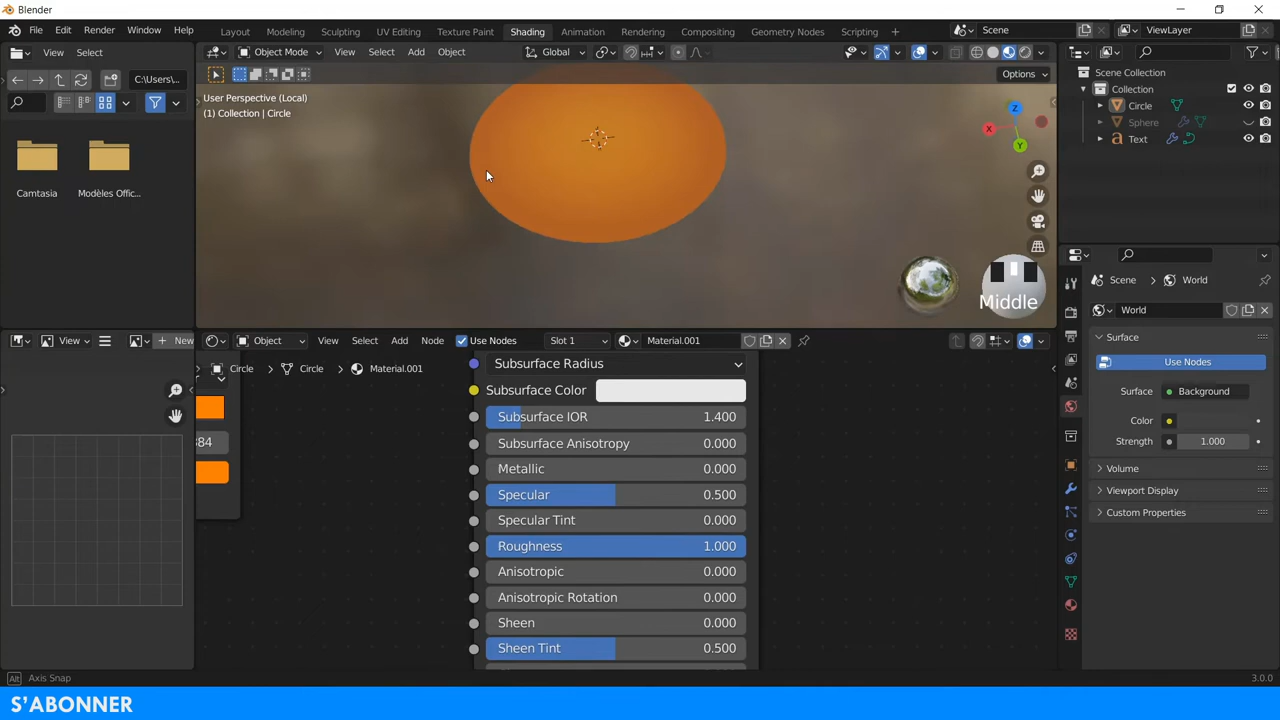 Blender
File Edit Render Window Help
Layout Modeling Sculpting UV Editing Texture Paint Shading Animation Rendering Compositing Geometry Nodes Scripting
Scene
ViewLayer
View Select
Object Mode View Select Add Object
Global
C:\Users\...
Options
Scene Collection
Collection
Circle
Sphere
Text
User Perspective (Local)
(1) Collection | Circle
X
Y
Z
Camtasia
Modèles Offic...
Middle
Scene World
World
Surface
Use Nodes
Surface Background
Color
Strength 1.000
Volume
Viewport Display
Custom Properties
View
New
Object View Select Add Node Use Nodes Slot 1 Material.001
Circle Circle Material.001
384
Subsurface Radius
Subsurface Color
Subsurface IOR 1.400
Subsurface Anisotropy 0.000
Metallic 0.000
Specular 0.500
Specular Tint 0.000
Roughness 1.000
Anisotropic 0.000
Anisotropic Rotation 0.000
Sheen 0.000
Sheen Tint 0.500
Alt Axis Snap
3.0.0
S'ABONNER